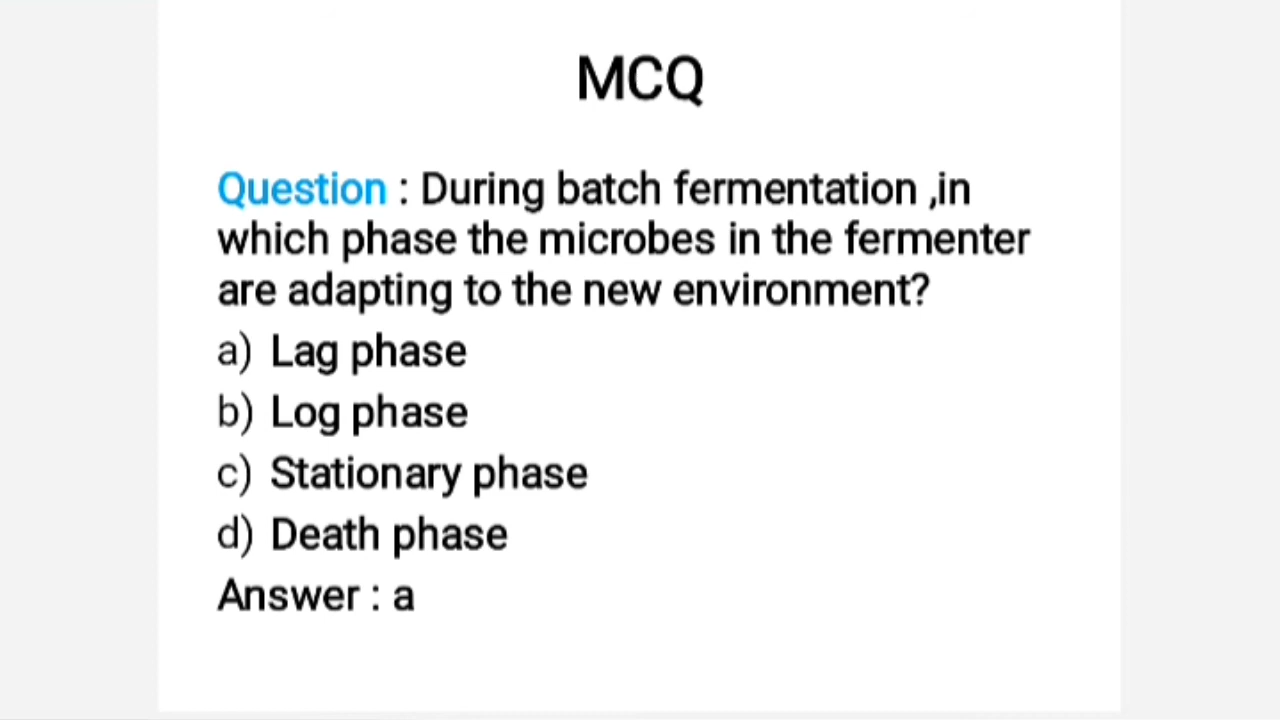 MCQ
Question : During batch fermentation ,in
which phase the microbes in the fermenter
are adapting to the new environment?
a) Lag phase
b) Log phase
c) Stationary phase
d) Death phase
Answer : a